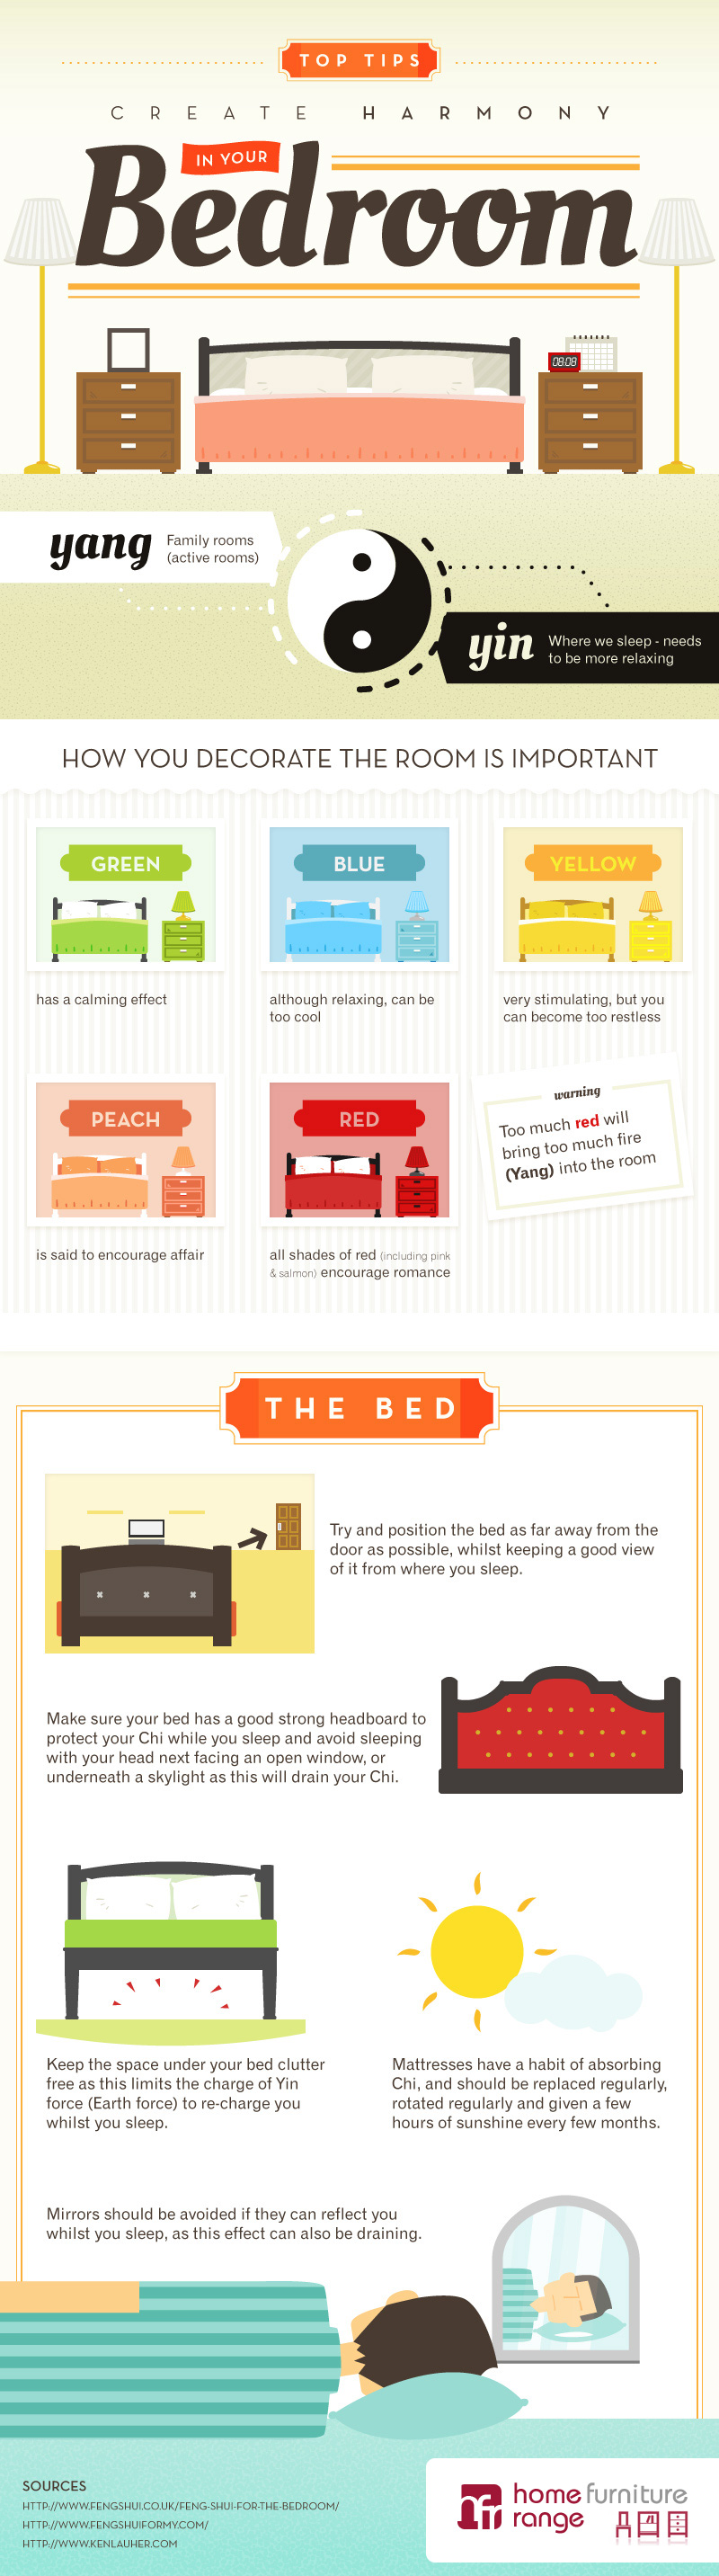 TOP TIPS
CREATE HARMONY
IN YOUR
Bedroom
08:08
yang
Family rooms
(active rooms)
yin
Where we sleep - needs
to be more relaxing
HOW YOU DECORATE THE ROOM IS IMPORTANT
GREEN
BLUE
YELLOW
has a calming effect
although relaxing, can be
too cool
very stimulating, but you
can become too restless
PEACH
RED
warning
Too much red will
bring too much fire
(Yang) into the room
is said to encourage affair
all shades of red (including pink
& salmon) encourage romance
THE BED
Try and position the bed as far away from the
door as possible, whilst keeping a good view
of it from where you sleep.
Make sure your bed has a good strong headboard to
protect your Chi while you sleep and avoid sleeping
with your head next facing an open window, or
underneath a skylight as this will drain your Chi.
Keep the space under your bed clutter
free as this limits the charge of Yin
force (Earth force) to re-charge you
whilst you sleep.
Mattresses have a habit of absorbing
Chi, and should be replaced regularly,
rotated regularly and given a few
hours of sunshine every few months.
Mirrors should be avoided if they can reflect you
whilst you sleep, as this effect can also be draining.
SOURCES
HTTP://WWW.FENGSHUI.CO.UK/FENG-SHUI-FOR-THE-BEDROOM/
HTTP://WWW.FENGSHUIFORMY.COM/
HTTP://WWW.KENLAUHER.COM
home furniture
range